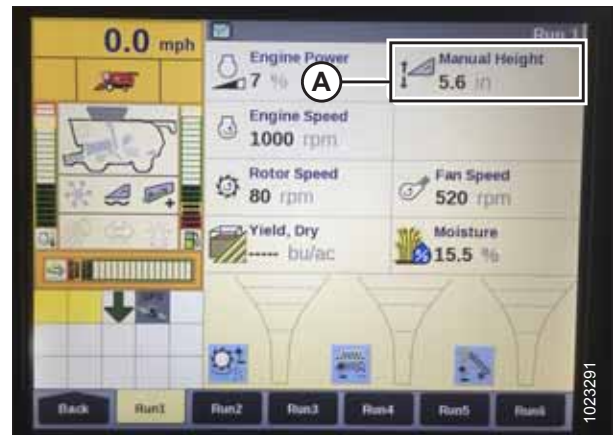 0.0 mph
Run 1
Engine Power
7 %
A
Manual Height
5.6 in
Engine Speed
1000 rpm
Rotor Speed
80 rpm
Fan Speed
520 rpm
Yield, Dry
----- bu/ac
Moisture
15.5 %
Back Run1 Run2 Run3 Run4 Run5 Run6
1023291